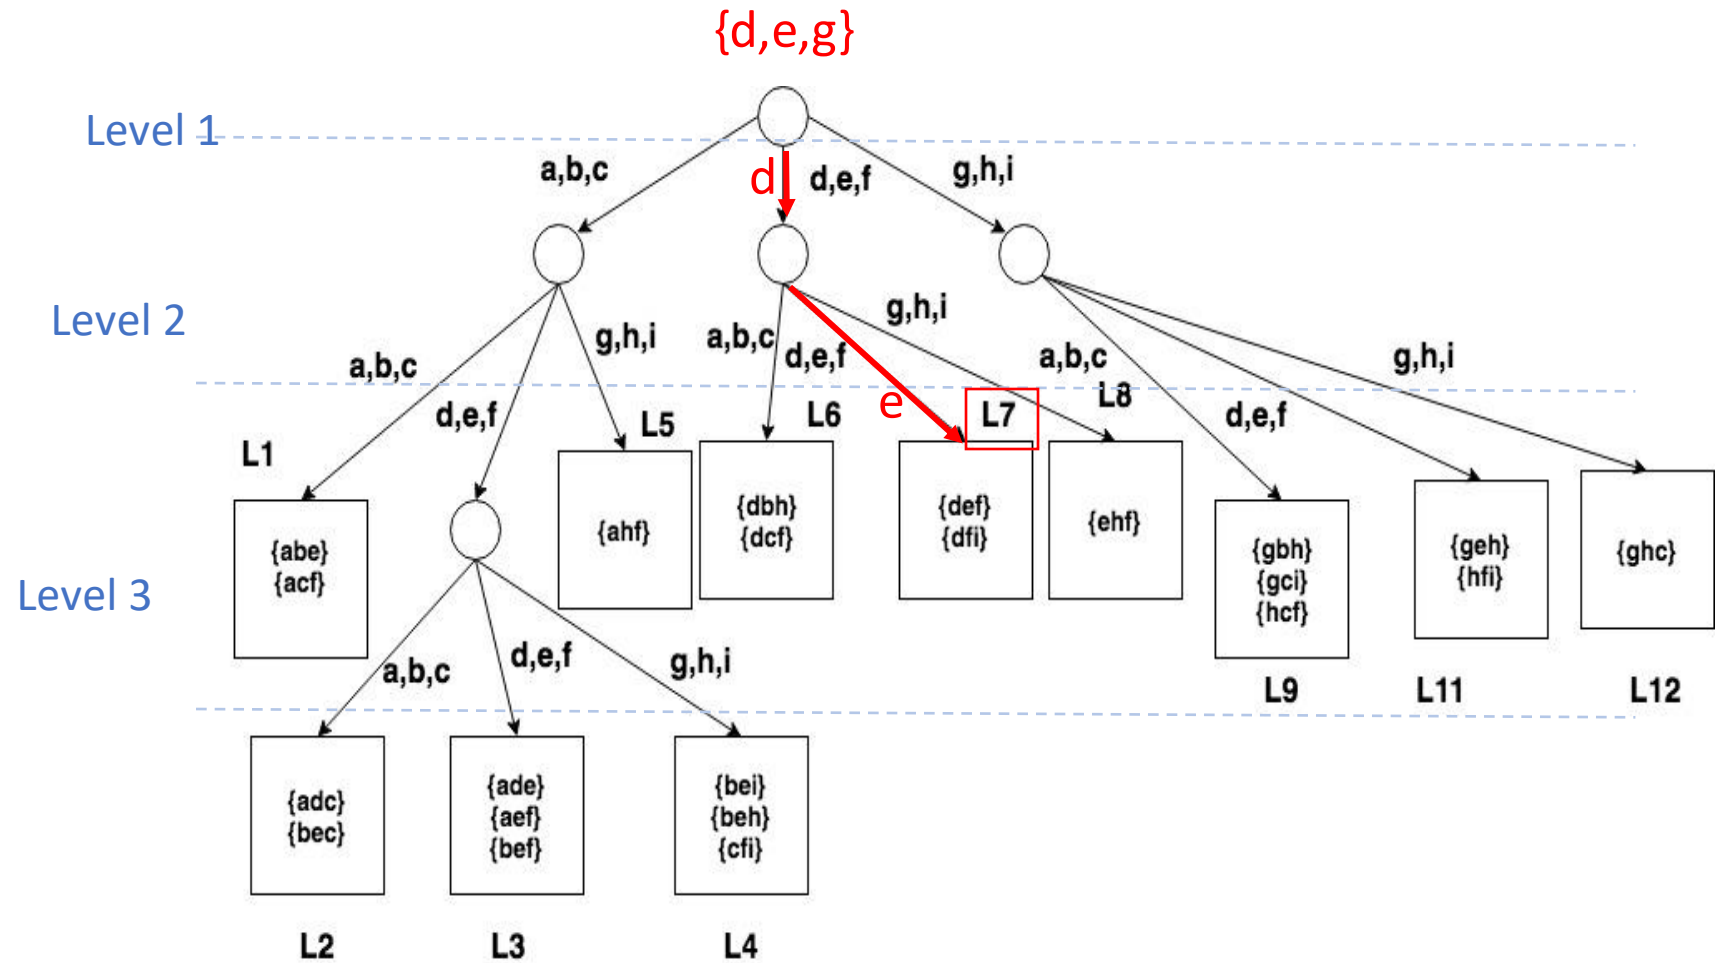 {d,e,g}
Level 1
a,b,c
d
d,e,f
g,h,i
Level 2
a,b,c
d,e,f
g,h,i
a,b,c
d,e,f
g,h,i
a,b,c
d,e,f
g,h,i
e
L1
L5
L6
L7
L8
{abe}
{acf}
{ahf}
{dbh}
{dcf}
{def}
{dfi}
{ehf}
{gbh}
{gci}
{hcf}
{geh}
{hfi}
{ghc}
Level 3
a,b,c
d,e,f
g,h,i
L9
L11
L12
{adc}
{bec}
{ade}
{aef}
{bef}
{bei}
{beh}
{cfi}
L2
L3
L4